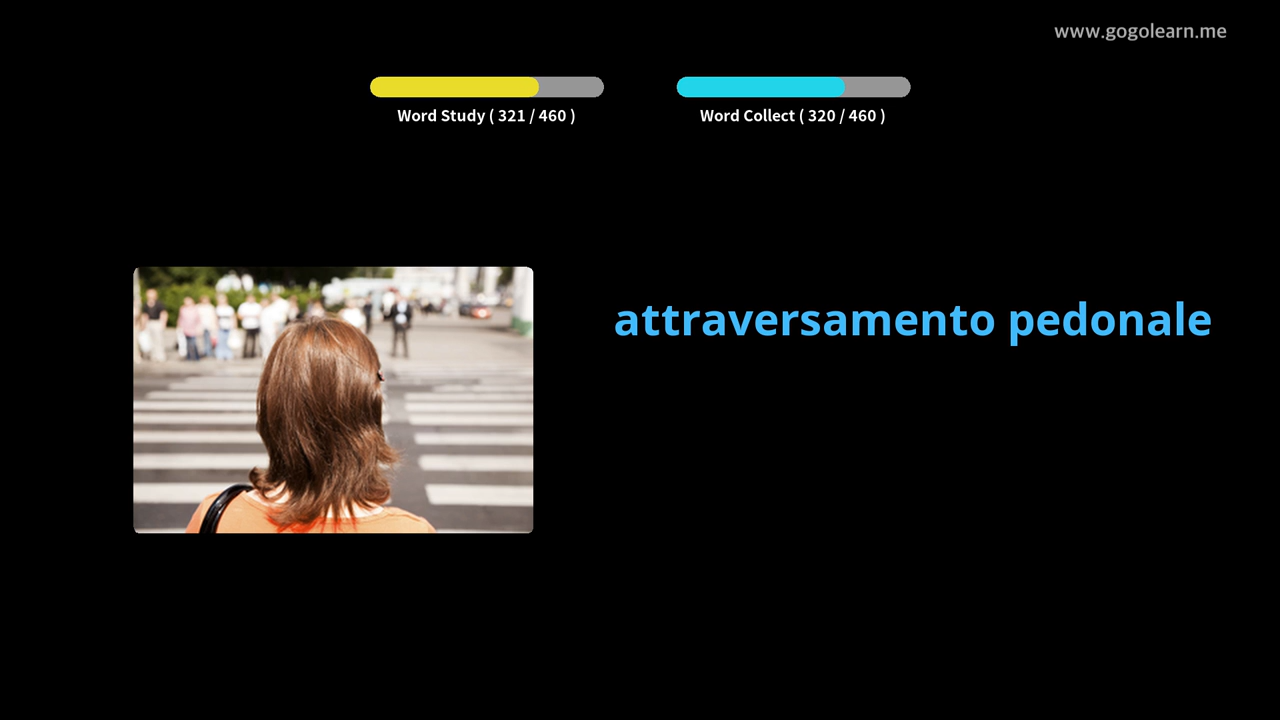 www.gogolearn.me
Word Study ( 321 / 460 )
Word Collect ( 320 / 460 )
attraversamento pedonale